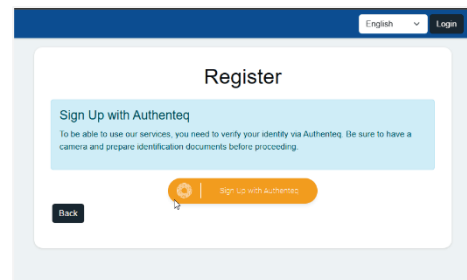 English
Login
Register
Sign Up with Authenteq
To be able to use our services, you need to verify your identity via Authenteq. Be sure to have a
camera and prepare identification documents before proceeding.
Sign Up with Authenteq
Back